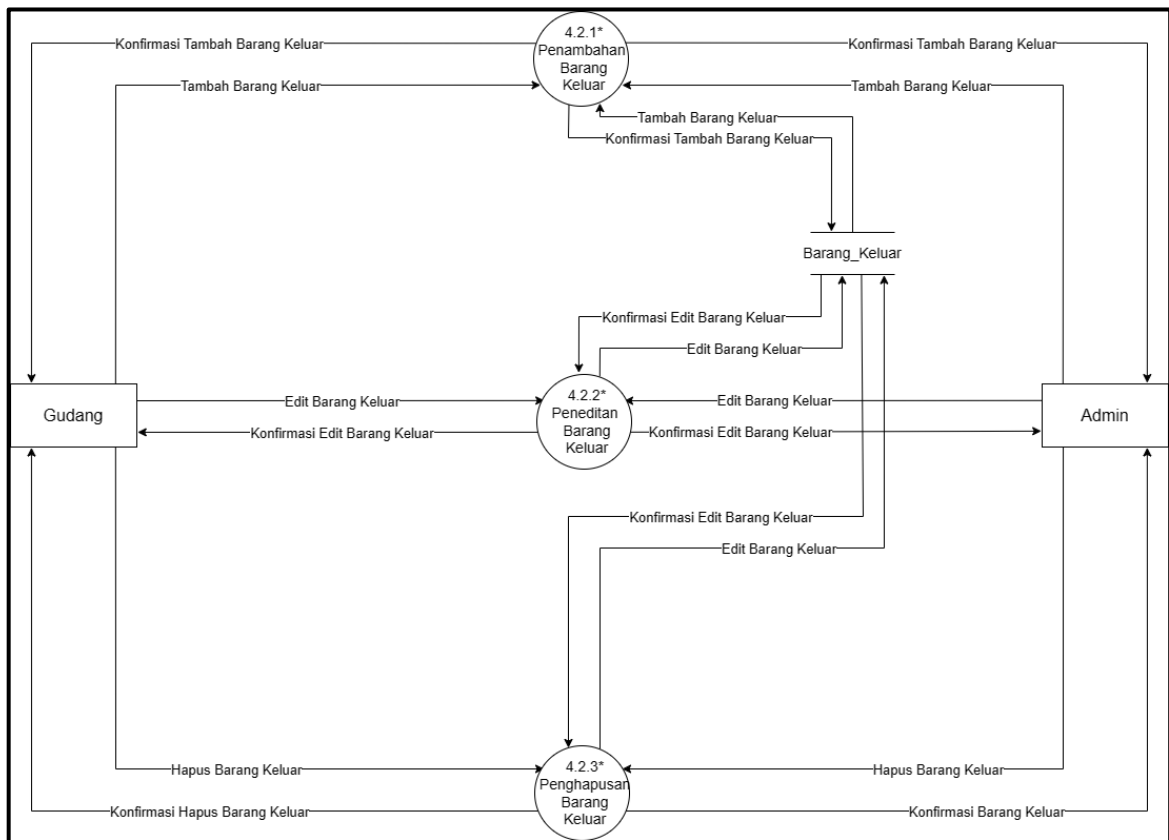 4.2.1*
Penambahan
Barang
Keluar
Konfirmasi Tambah Barang Keluar
Konfirmasi Tambah Barang Keluar
Tambah Barang Keluar
Tambah Barang Keluar
Tambah Barang Keluar
Konfirmasi Tambah Barang Keluar
Barang_Keluar
Konfirmasi Edit Barang Keluar
Edit Barang Keluar
Gudang
Edit Barang Keluar
Konfirmasi Edit Barang Keluar
4.2.2*
Peneditan
Barang
Keluar
Edit Barang Keluar
Konfirmasi Edit Barang Keluar
Admin
Konfirmasi Edit Barang Keluar
Edit Barang Keluar
Hapus Barang Keluar
Konfirmasi Hapus Barang Keluar
4.2.3*
Penghapusan
Barang
Keluar
Hapus Barang Keluar
Konfirmasi Barang Keluar